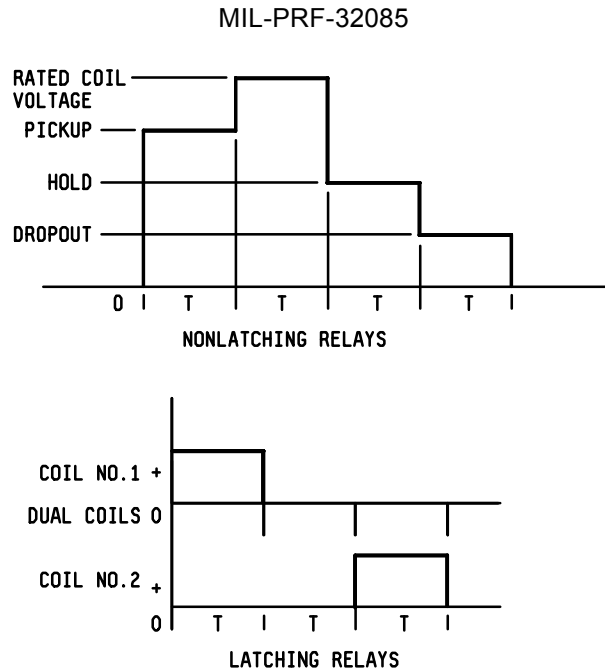 MIL-PRF-32085
RATED COIL
VOLTAGE
PICKUP
HOLD
DROPOUT
0 T T T T
NONLATCHING RELAYS
COIL NO.1 +
DUAL COILS 0
COIL NO.2 +
0 T T T
LATCHING RELAYS